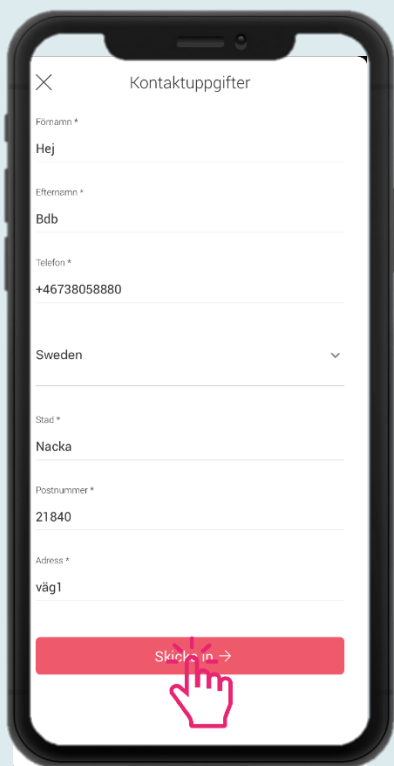 Kontaktuppgifter
Förnamn *
Hej
Efternamn *
Bdb
Telefon *
+46738058880
Sweden
Stad *
Nacka
Postnummer *
21840
Adress *
väg1
Skicka in →